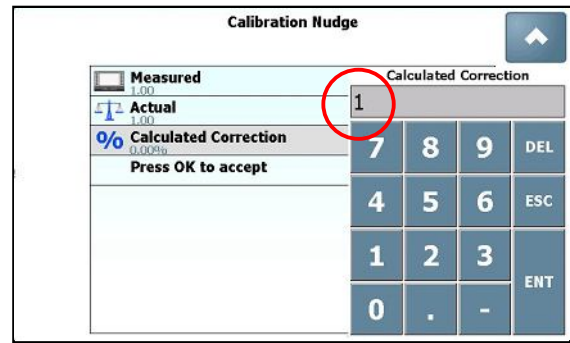 Calibration Nudge
Measured
1.00
Actual
1.00
% Calculated Correction
0.00%
Press OK to accept
Calculated Correction
1
7 8 9 DEL
4 5 6 ESC
1 2 3
ENT
0 . -